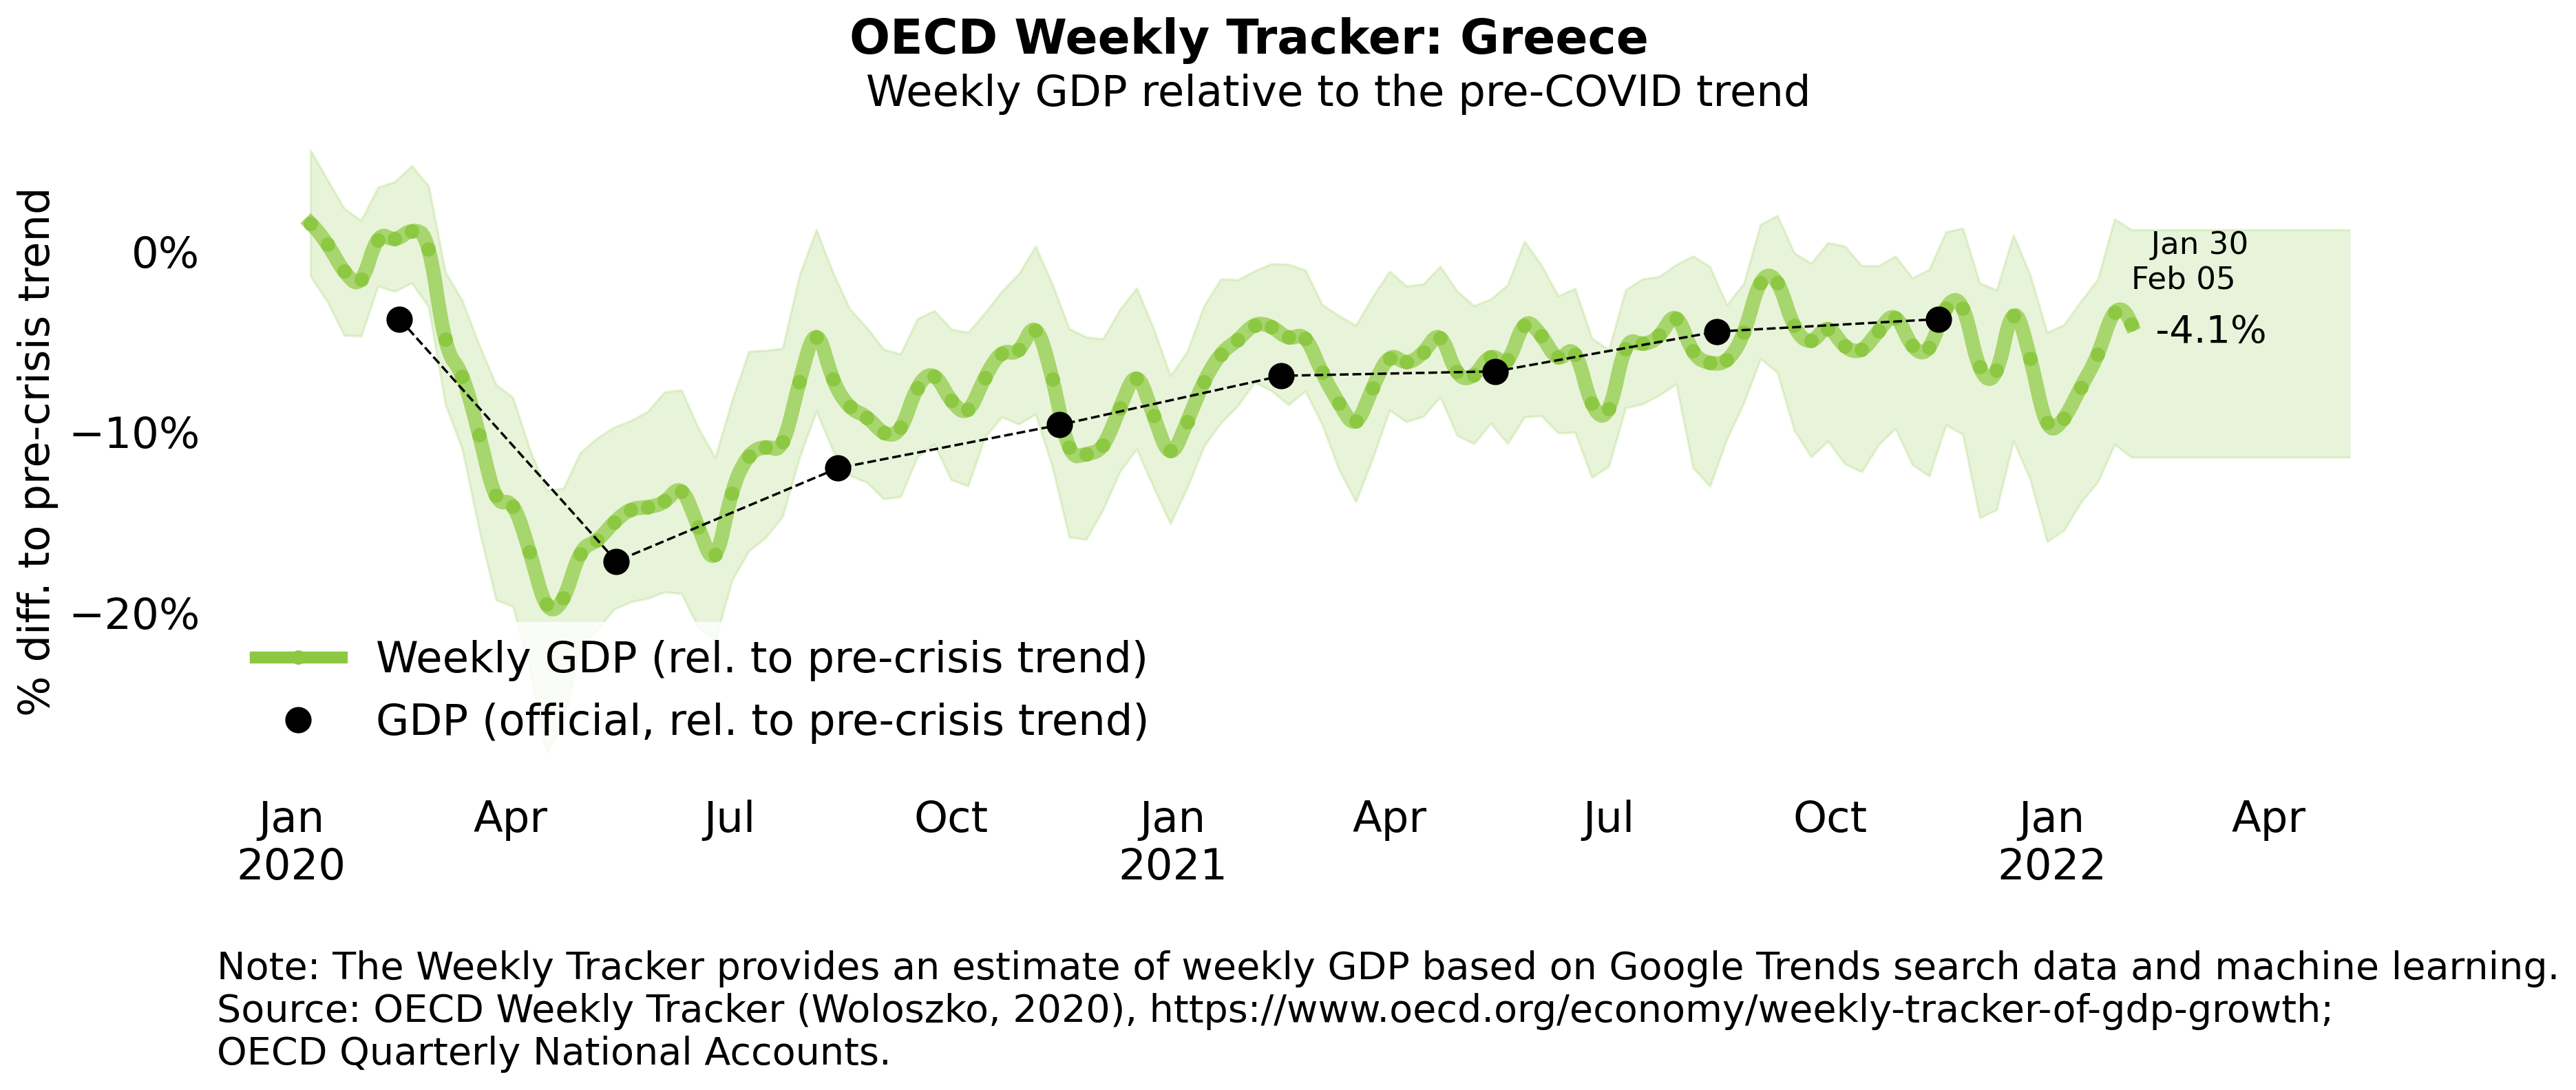 OECD Weekly Tracker: Greece
Weekly GDP relative to the pre-COVID trend
% diff. to pre-crisis trend
0%
−10%
−20%
Jan 30
Feb 05
-4.1%
Weekly GDP (rel. to pre-crisis trend)
GDP (official, rel. to pre-crisis trend)
Jan Apr Jul Oct Jan Apr Jul Oct Jan Apr
2020 2021 2022
Note: The Weekly Tracker provides an estimate of weekly GDP based on Google Trends search data and machine learning.
Source: OECD Weekly Tracker (Woloszko, 2020), https://www.oecd.org/economy/weekly-tracker-of-gdp-growth;
OECD Quarterly National Accounts.